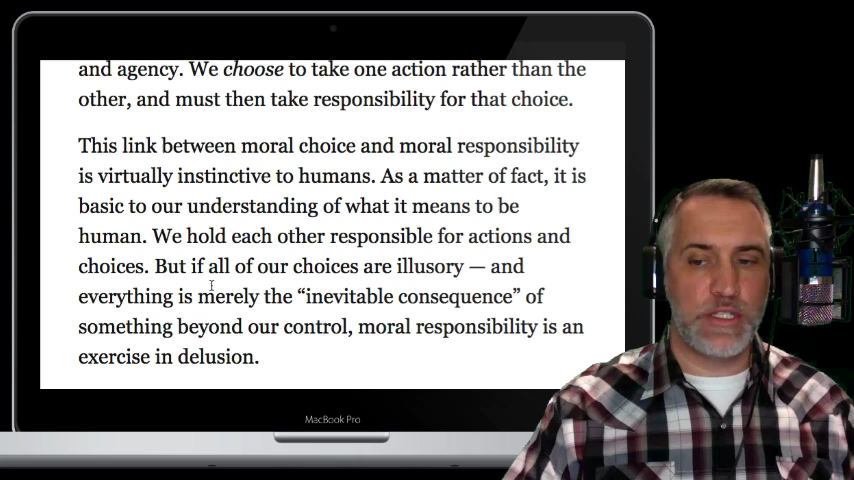 and agency. We choose to take one action rather than the
other, and must then take responsibility for that choice.
This link between moral choice and moral responsibility
is virtually instinctive to humans. As a matter of fact, it is
basic to our understanding of what it means to be
human. We hold each other responsible for actions and
choices. But if all of our choices are illusory — and
everything is merely the “inevitable consequence” of
something beyond our control, moral responsibility is an
exercise in delusion.
MacBook Pro